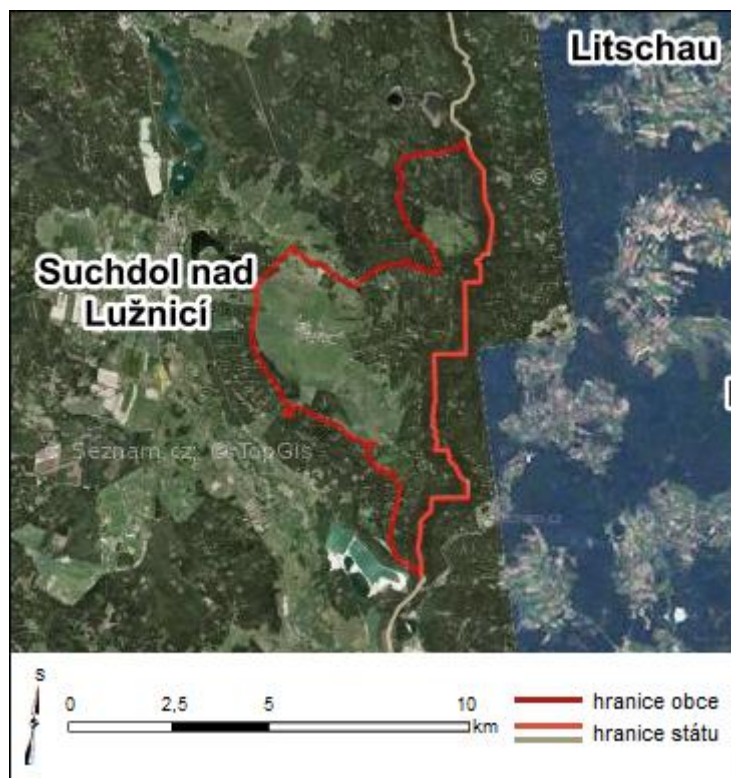 Litschau
Suchdol nad
Lužnicí
© Seznam.cz, © TopGis
S
0 2,5 5 10
km
hranice obce
hranice státu